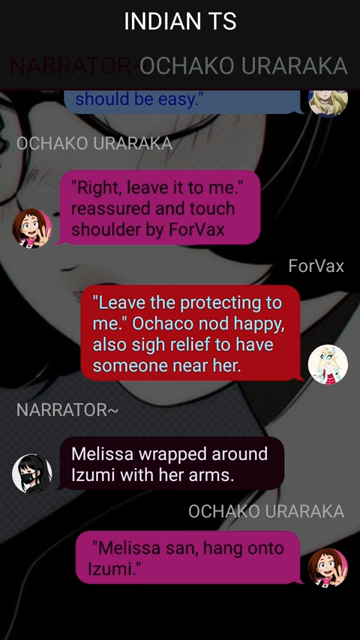 INDIAN TS
NARRATOR~OCHAKO URARAKA
should be easy."
OCHAKO URARAKA
"Right, leave it to me."
reassured and touch
shoulder by ForVax
ForVax
"Leave the protecting to
me." Ochaco nod happy,
also sigh relief to have
someone near her.
NARRATOR~
Melissa wrapped around
Izumi with her arms.
OCHAKO URARAKA
"Melissa san, hang onto
Izumi."